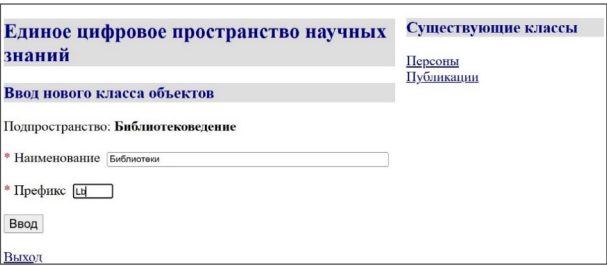 Единое цифровое пространство научных
знаний
Ввод нового класса объектов
Подпространство: Библиотековедение
* Наименование Библиотеки
* Префикс Lb
Ввод
Выход
Существующие классы
Персоны
Публикации